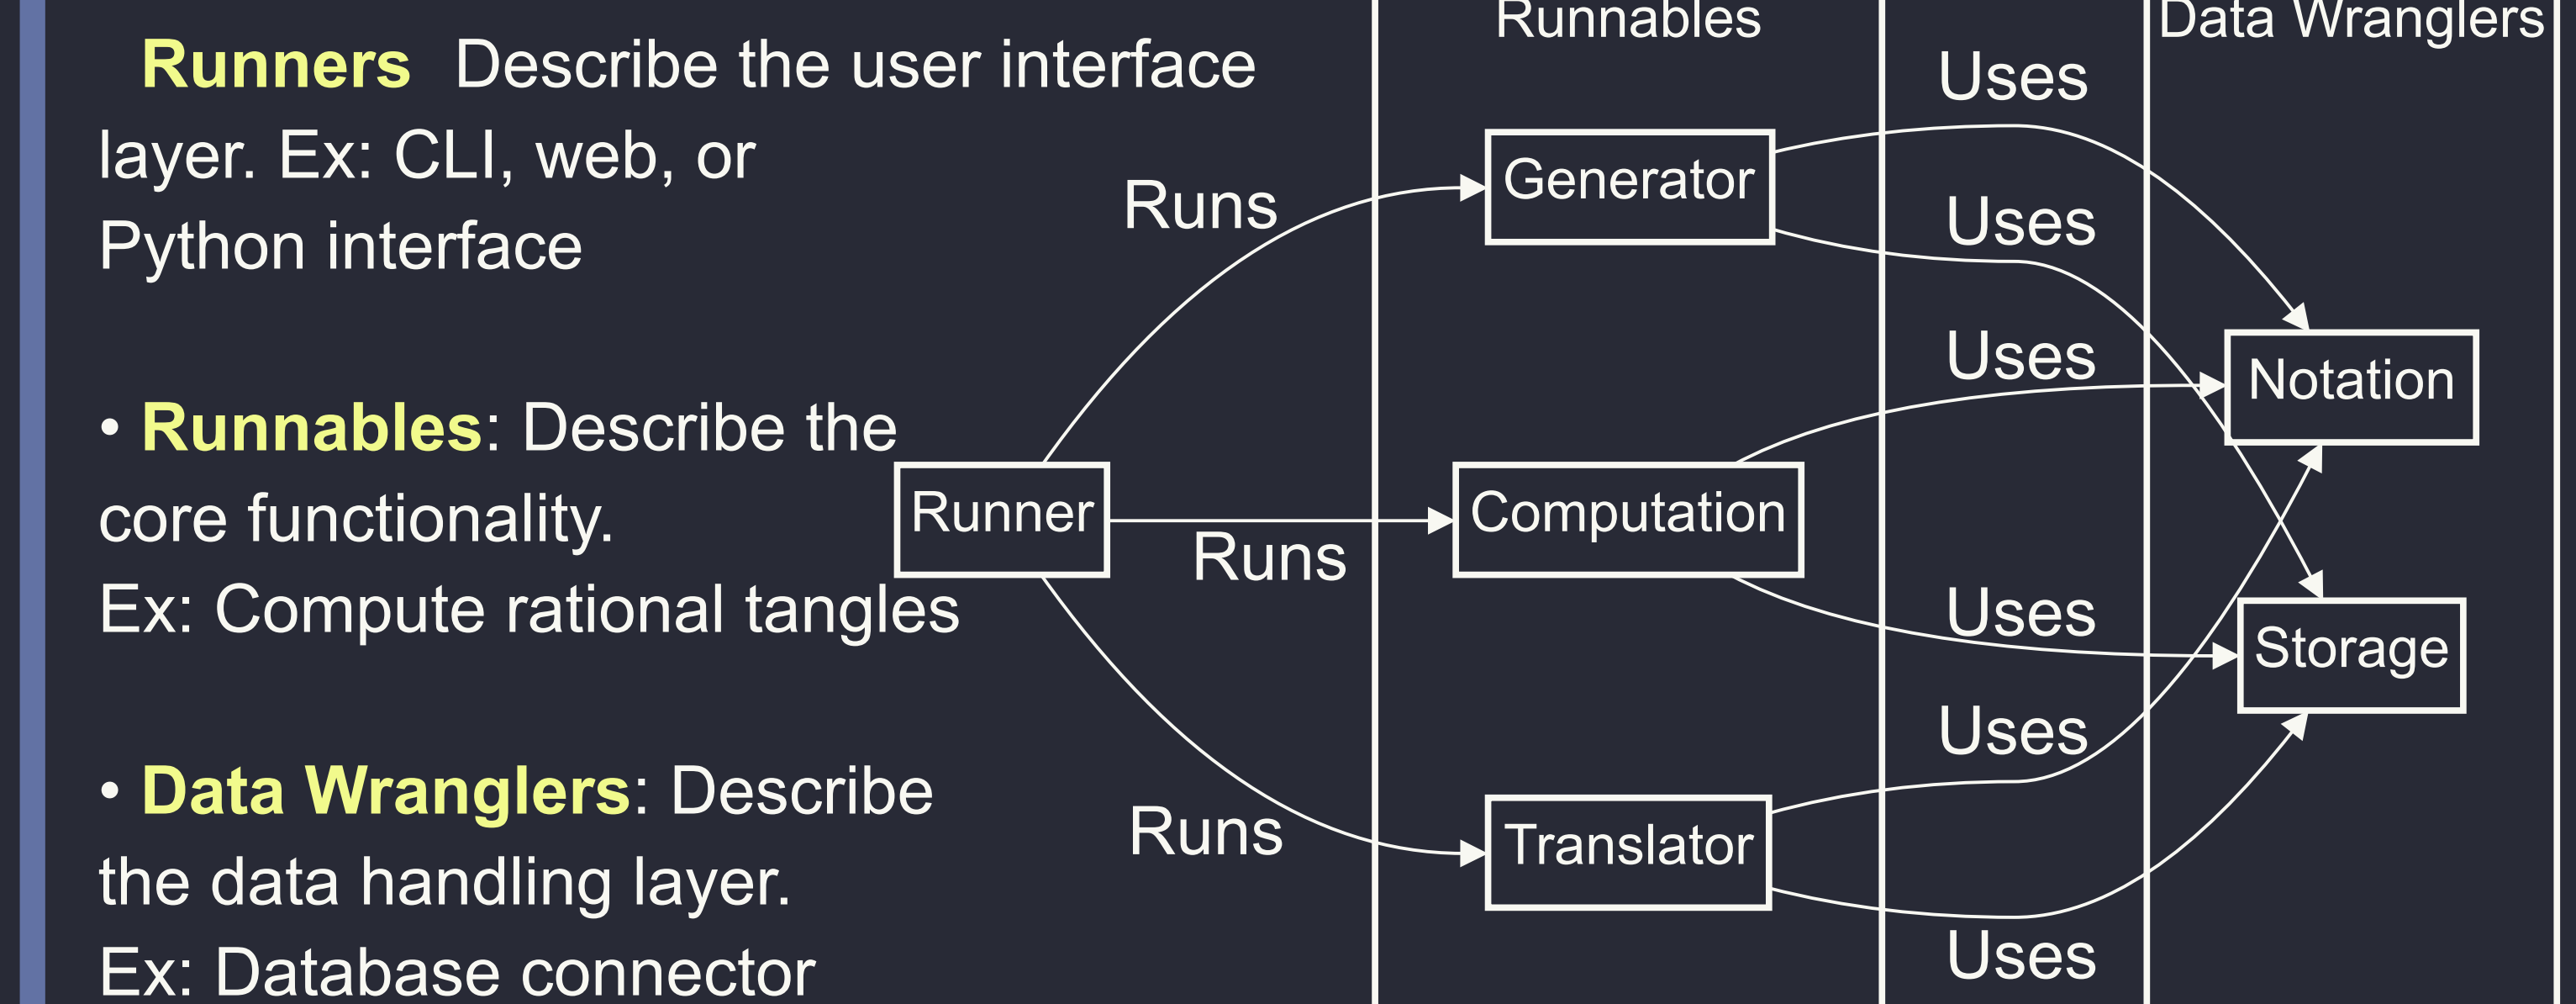 Runners Describe the user interface
layer. Ex: CLI, web, or
Python interface
• Runnables: Describe the
core functionality.
Ex: Compute rational tangles
• Data Wranglers: Describe
the data handling layer.
Ex: Database connector
Runnables
Data Wranglers
Runner
Runs
Runs
Runs
Generator
Computation
Translator
Uses
Uses
Uses
Uses
Uses
Uses
Notation
Storage